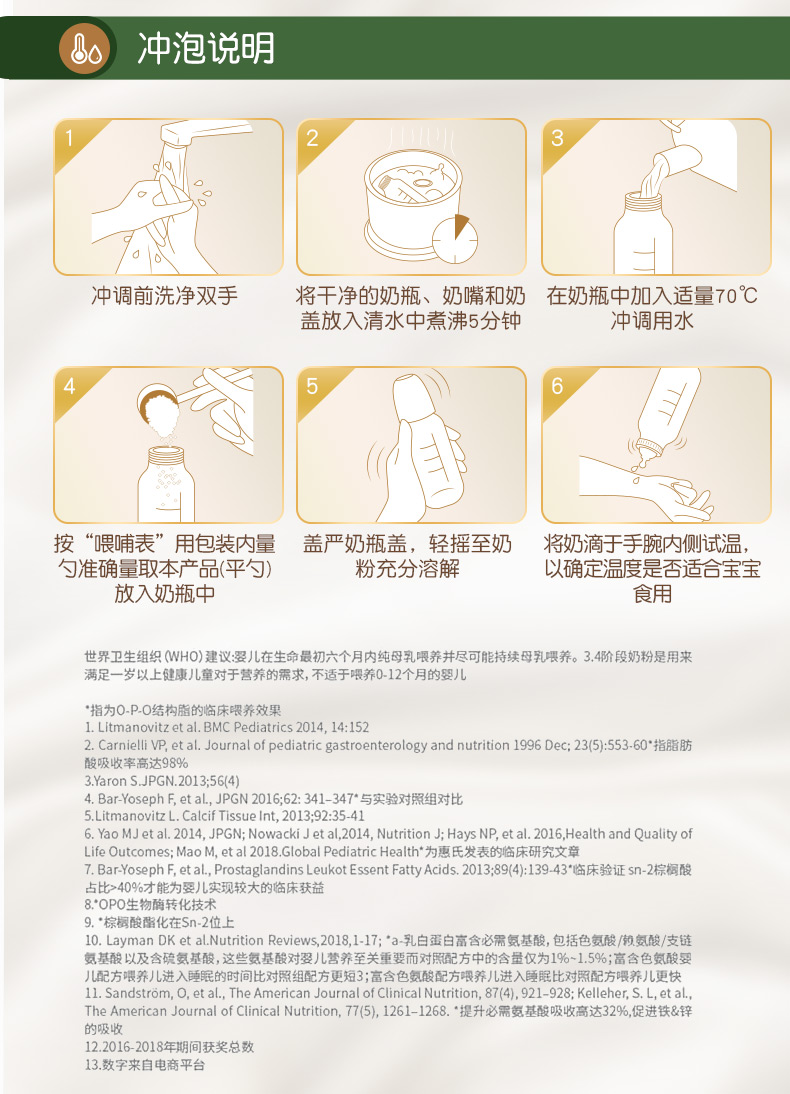 冲泡说明
1
冲调前洗净双手
2
将干净的奶瓶、奶嘴和奶
盖放入清水中煮沸5分钟
3
在奶瓶中加入适量70℃
冲调用水
4
按“喂哺表”用包装内量
勺准确量取本产品(平勺)
放入奶瓶中
5
盖严奶瓶盖，轻摇至奶
粉充分溶解
6
将奶滴于手腕内侧试温，
以确定温度是否适合宝宝
食用
世界卫生组织(WHO)建议:婴儿在生命最初六个月内纯母乳喂养并尽可能持续母乳喂养。3.4阶段奶粉是用来
满足一岁以上健康儿童对于营养的需求,不适于喂养0-12个月的婴儿
*指为O-P-O结构脂的临床喂养效果
1. Litmanovitz et al. BMC Pediatrics 2014, 14:152
2. Carnielli VP, et al. Journal of pediatric gastroenterology and nutrition 1996 Dec; 23(5):553-60*指脂肪
酸吸收率高达98%
3.Yaron S.JPGN.2013;56(4)
4. Bar-Yoseph F, et al., JPGN 2016;62: 341–347*与实验对照组对比
5.Litmanovitz L. Calcif Tissue Int, 2013;92:35-41
6. Yao MJ et al. 2014, JPGN; Nowacki J et al,2014, Nutrition J; Hays NP, et al. 2016,Health and Quality of
Life Outcomes; Mao M, et al 2018.Global Pediatric Health*为惠氏发表的临床研究文章
7. Bar-Yoseph F, et al., Prostaglandins Leukot Essent Fatty Acids. 2013;89(4):139-43*临床验证 sn-2棕榈酸
占比>40%才能为婴儿实现较大的临床获益
8.*OPO生物酶转化技术
9. *棕榈酸酯化在Sn-2位上
10. Layman DK et al.Nutrition Reviews,2018,1-17; *a-乳白蛋白富含必需氨基酸,包括色氨酸/赖氨酸/支链
氨基酸以及含硫氨基酸,这些氨基酸对婴儿营养至关重要而对照配方中的含量仅为1%~1.5%;富含色氨酸婴
儿配方喂养儿进入睡眠的时间比对照组配方更短3;富含色氨酸配方喂养儿进入睡眠比对照配方喂养儿更快
11. Sandström, O, et al., The American Journal of Clinical Nutrition, 87(4), 921–928; Kelleher, S. L, et al.,
The American Journal of Clinical Nutrition, 77(5), 1261–1268. *提升必需氨基酸吸收高达32%,促进铁&锌
的吸收
12.2016-2018年期间获奖总数
13.数字来自电商平台